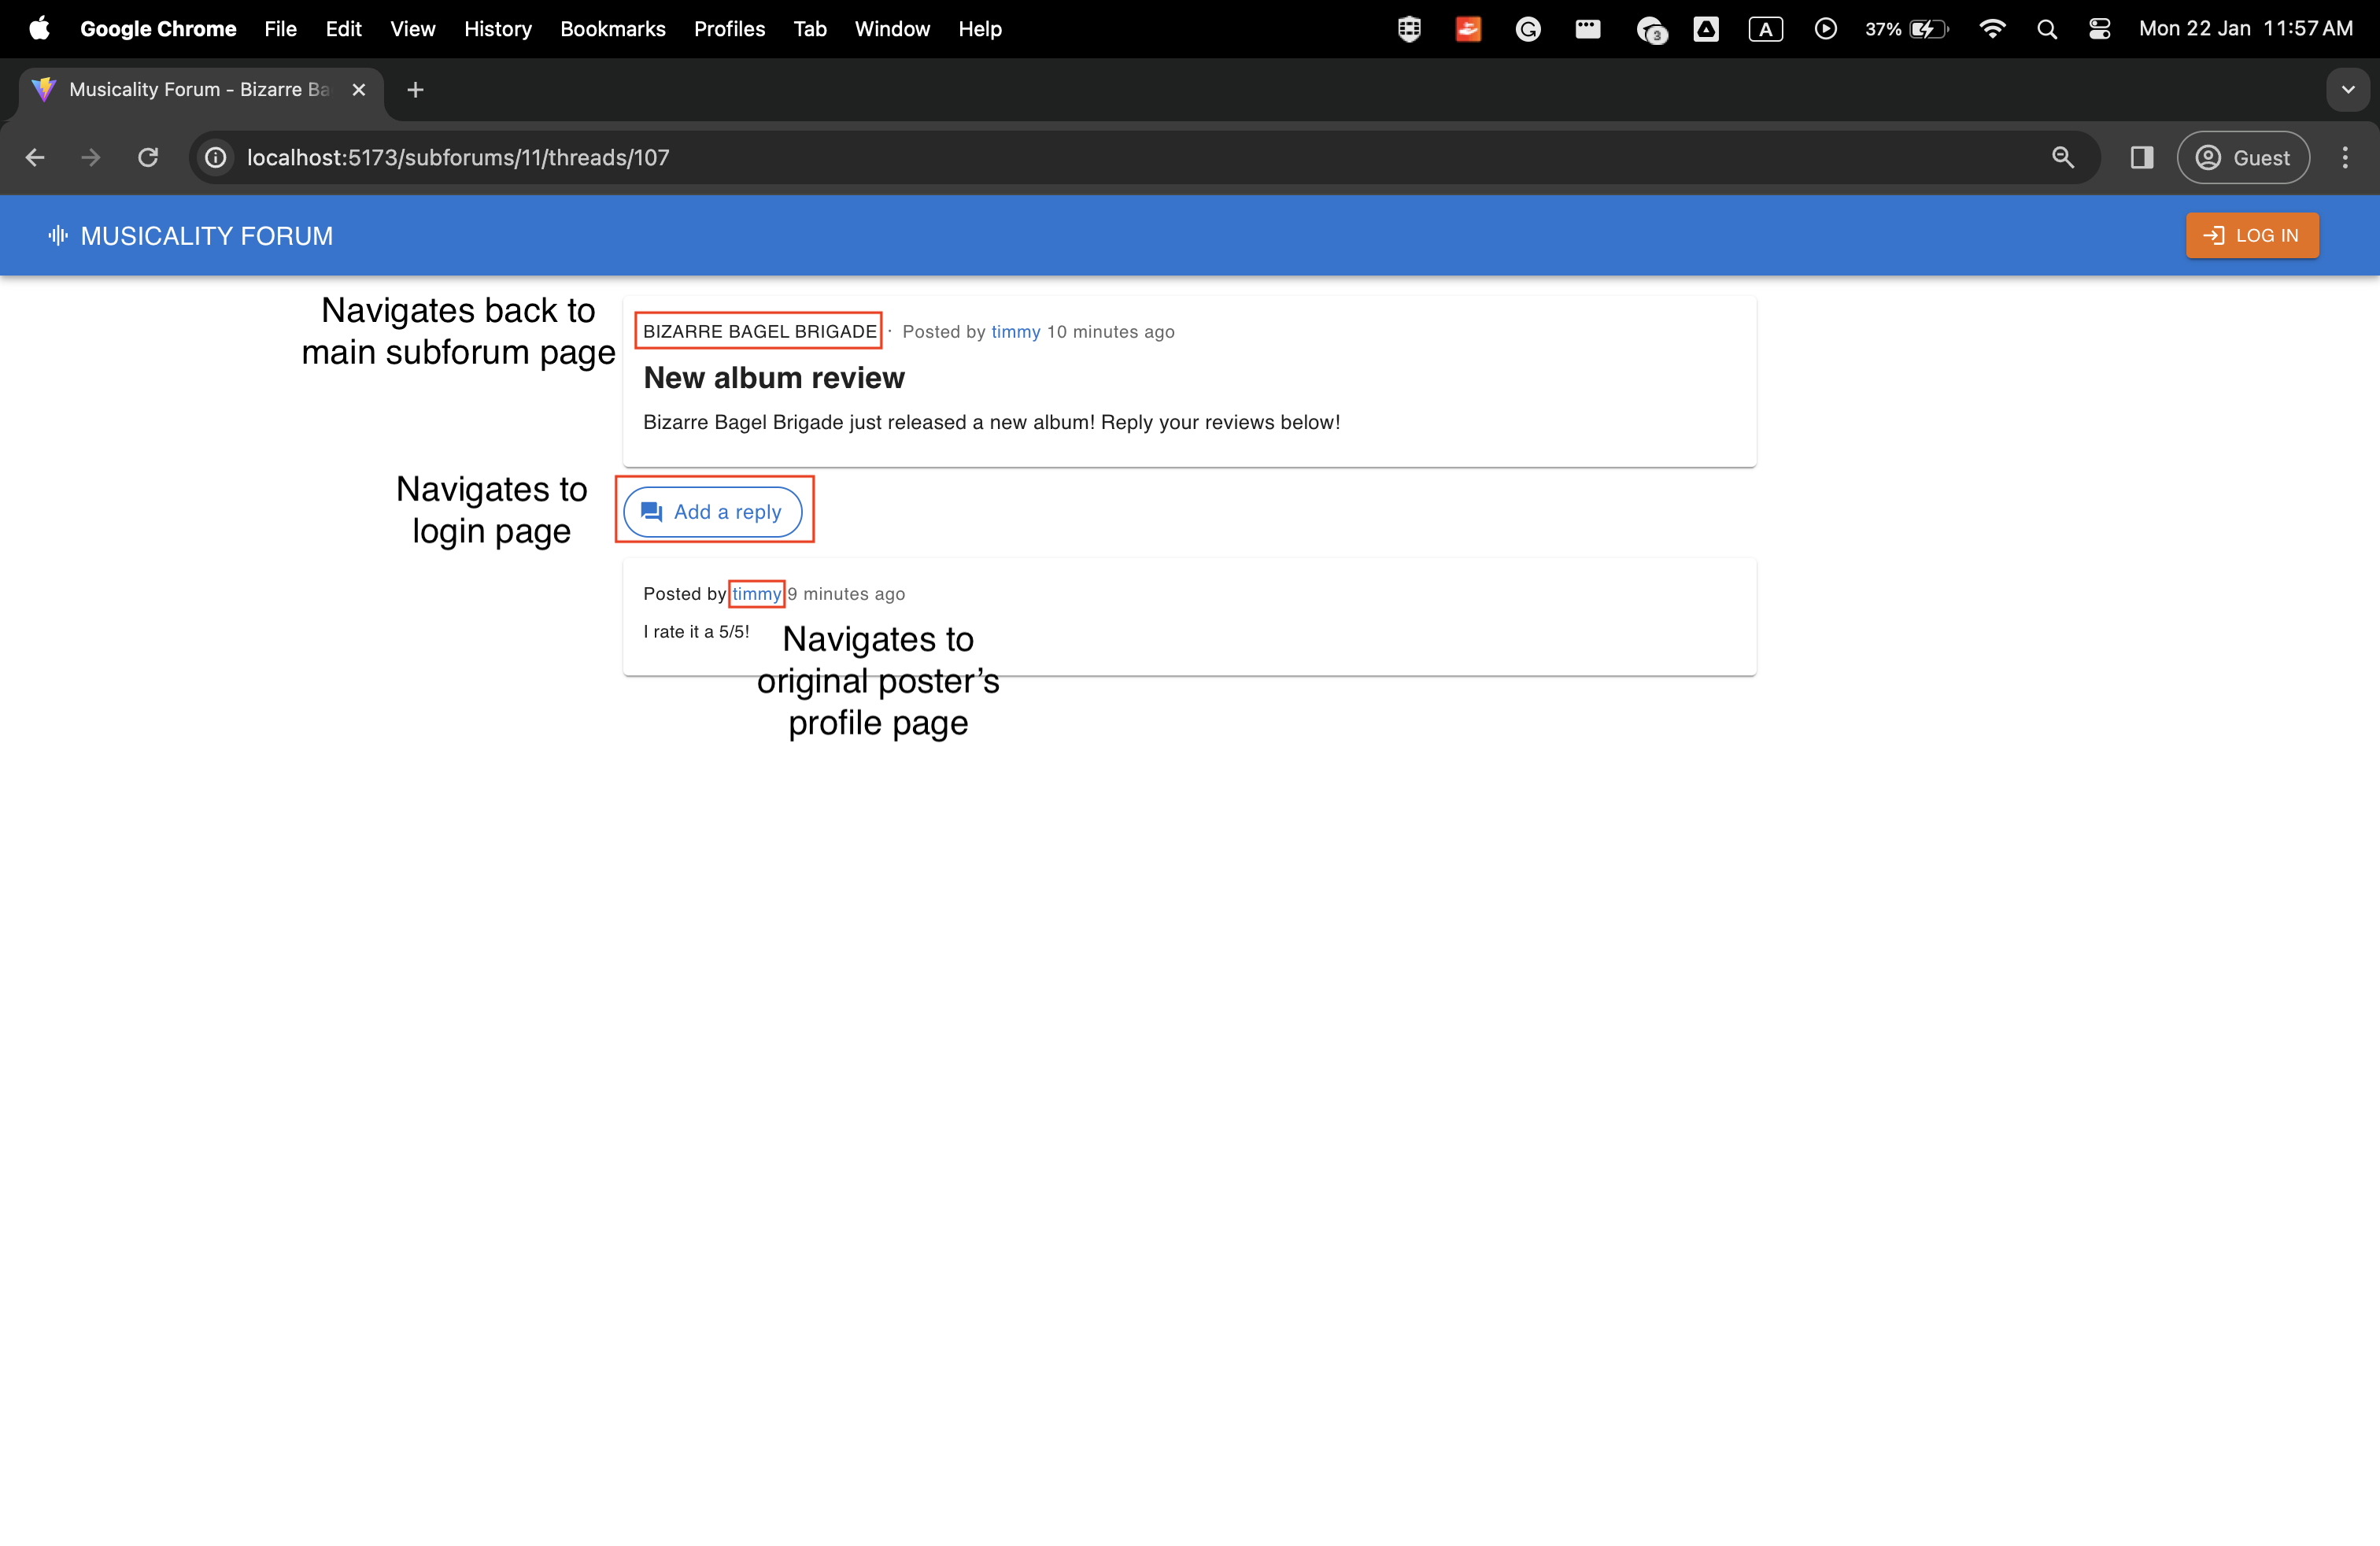 Google Chrome File Edit View History Bookmarks Profiles Tab Window Help 3 A 37% Mon 22 Jan 11:57 AM
Musicality Forum - Bizarre Ba
localhost:5173/subforums/11/threads/107 Guest
MUSICALITY FORUM LOG IN
Navigates back to
main subforum page
BIZARRE BAGEL BRIGADE · Posted by timmy 10 minutes ago
New album review
Bizarre Bagel Brigade just released a new album! Reply your reviews below!
Navigates to
login page
Add a reply
Posted by timmy 9 minutes ago
I rate it a 5/5!
Navigates to
original poster’s
profile page